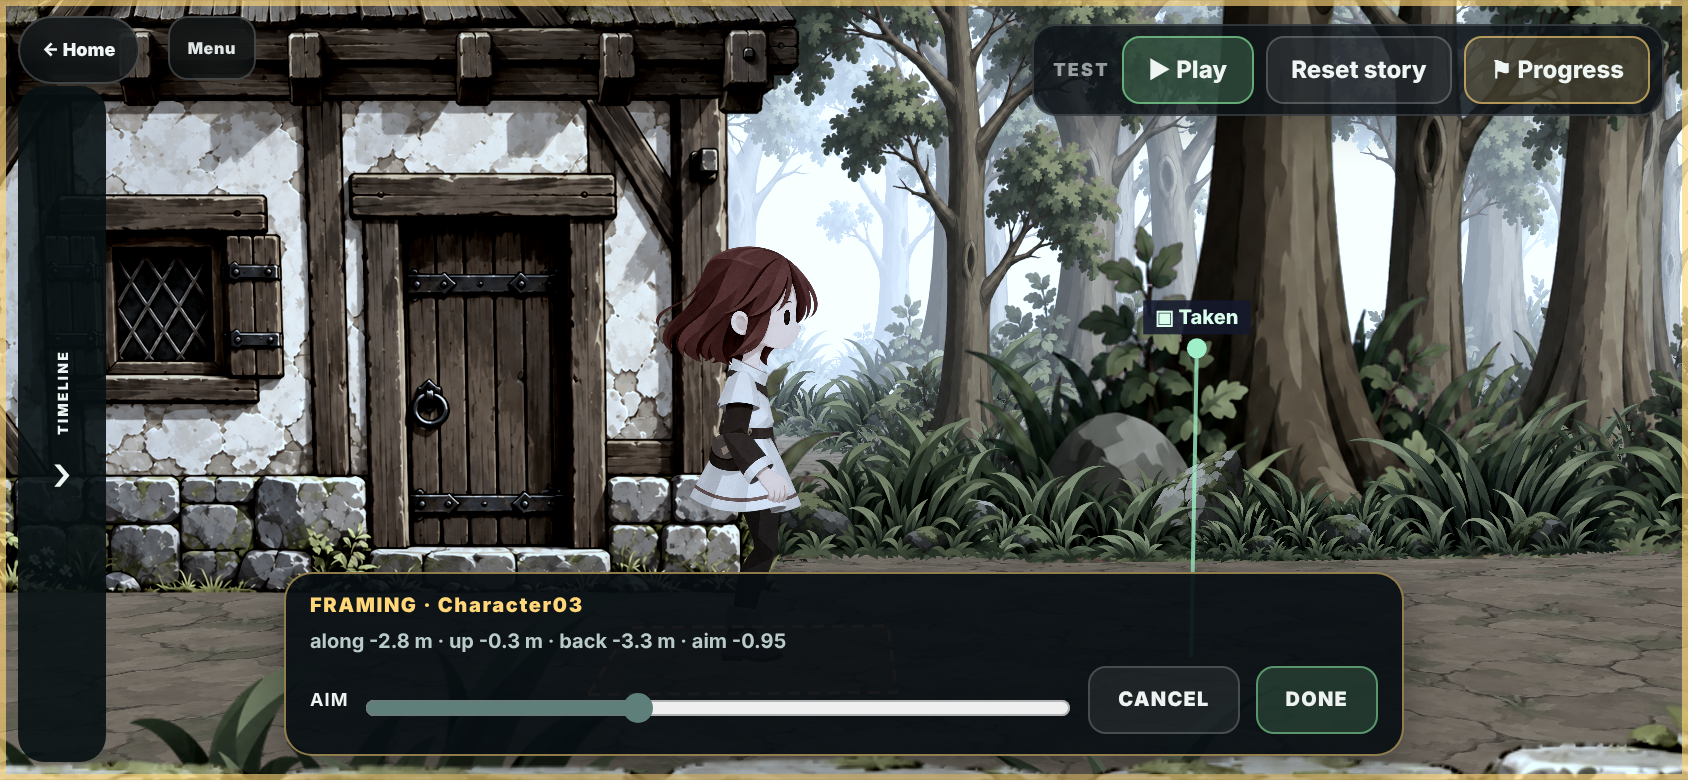 ← Home
Menu
TEST
▶ Play
Reset story
⚑ Progress
TIMELINE
▣ Taken
FRAMING · Character03
along -2.8 m · up -0.3 m · back -3.3 m · aim -0.95
AIM
CANCEL
DONE